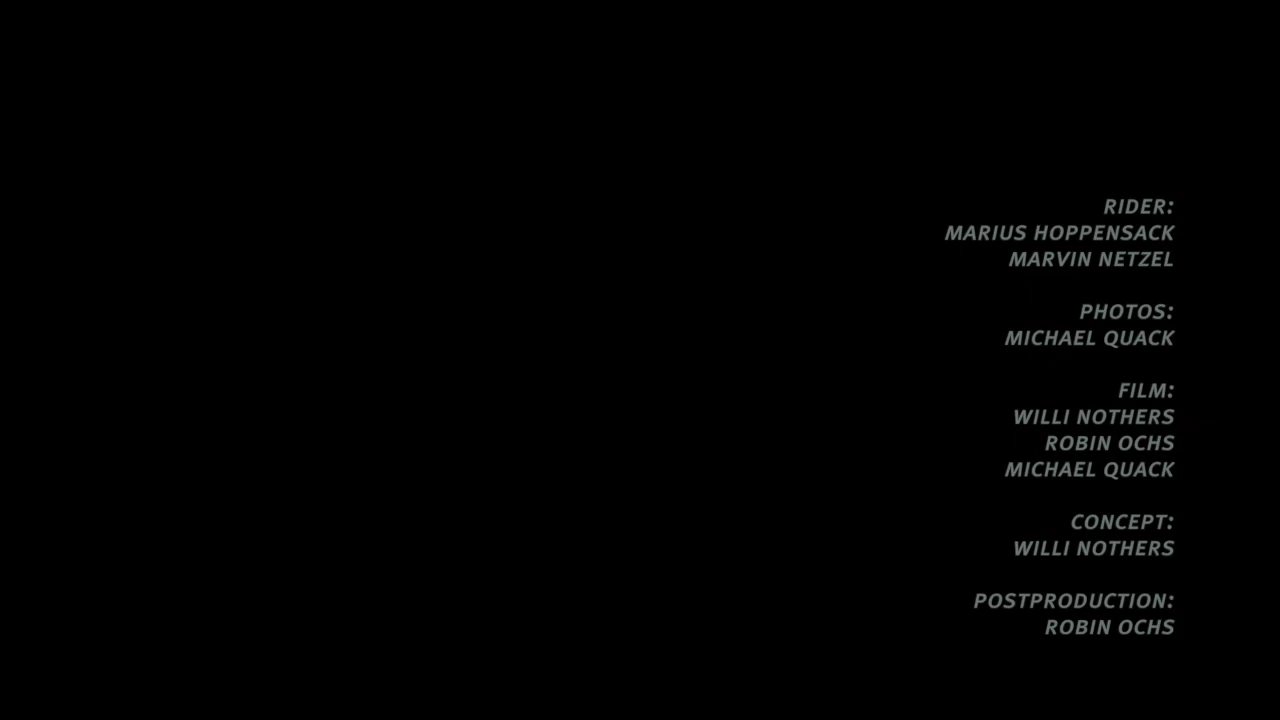 RIDER:
MARIUS HOPPENSACK
MARVIN NETZEL
PHOTOS:
MICHAEL QUACK
FILM:
WILLI NOTHERS
ROBIN OCHS
MICHAEL QUACK
CONCEPT:
WILLI NOTHERS
POSTPRODUCTION:
ROBIN OCHS